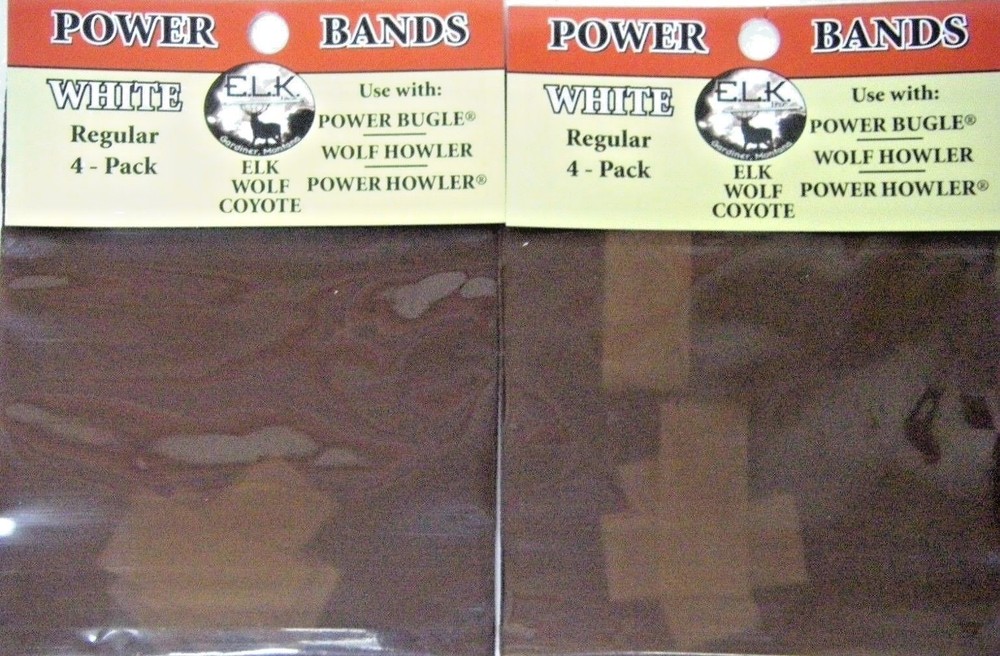 POWER BANDS
WHITE
Regular
4 - Pack
E.L.K.
Gardiner, Montana
ELK
WOLF
COYOTE
Use with:
POWER BUGLE®
WOLF HOWLER
POWER HOWLER®
POWER BANDS
WHITE
Regular
4 - Pack
E.L.K.
Gardiner, Montana
ELK
WOLF
COYOTE
Use with:
POWER BUGLE®
WOLF HOWLER
POWER HOWLER®